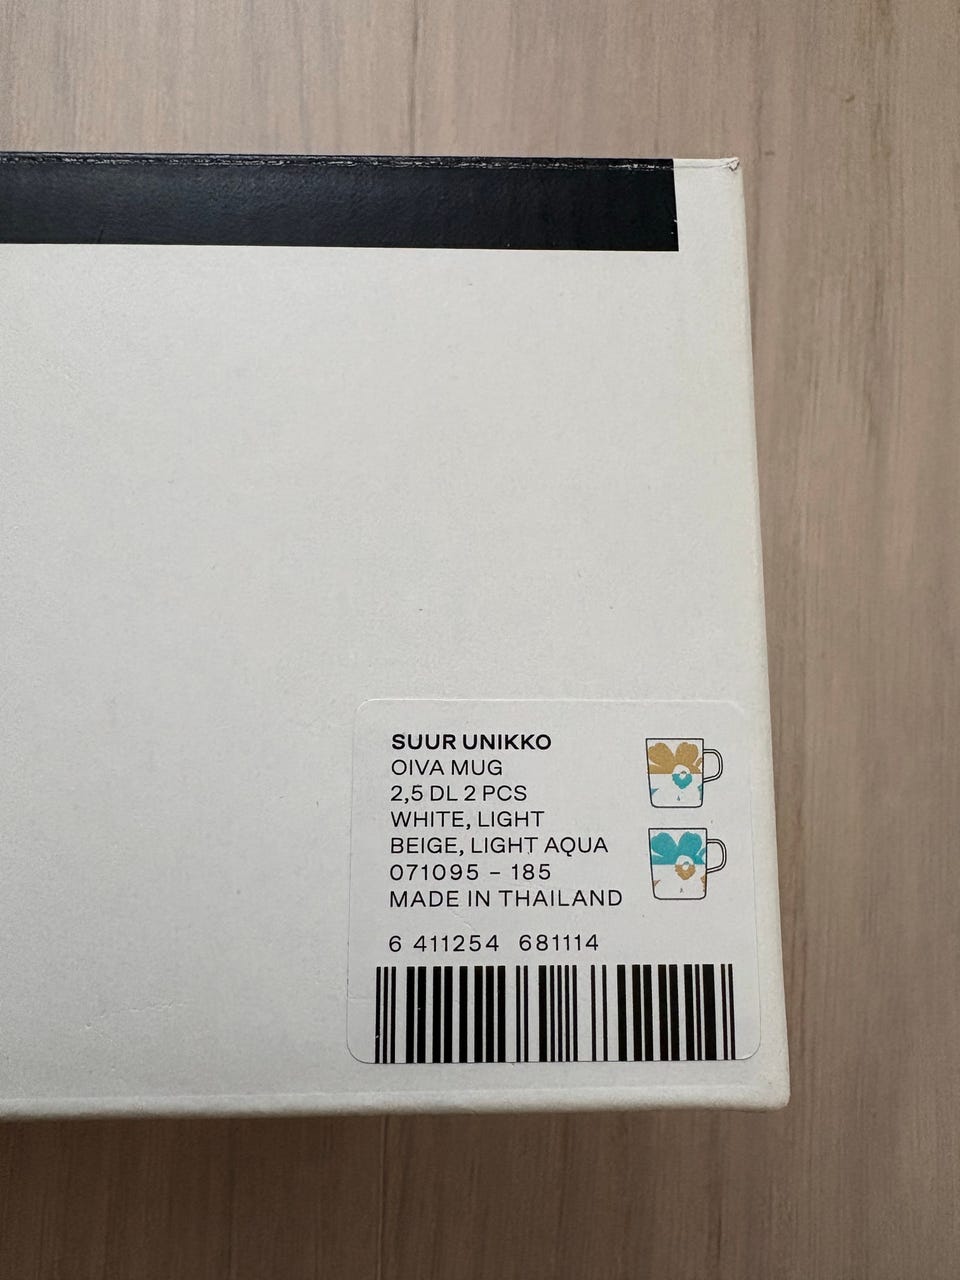 SUUR UNIKKO
OIVA MUG
2,5 DL 2 PCS
WHITE, LIGHT
BEIGE, LIGHT AQUA
071095 – 185
MADE IN THAILAND
6 411254 681114